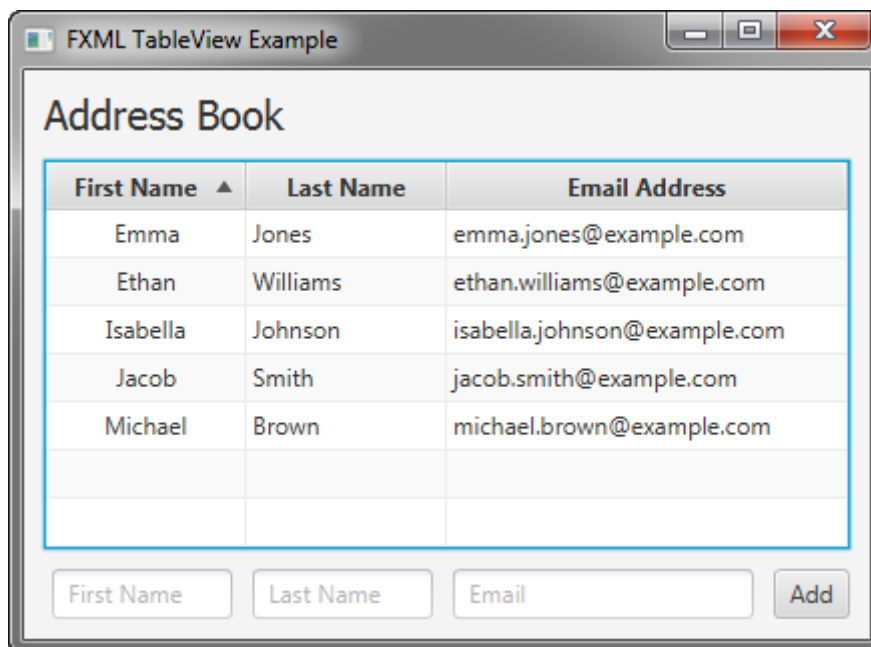 FXML TableView Example
Address Book
First Name Last Name Email Address
Emma Jones emma.jones@example.com
Ethan Williams ethan.williams@example.com
Isabella Johnson isabella.johnson@example.com
Jacob Smith jacob.smith@example.com
Michael Brown michael.brown@example.com
First Name Last Name Email Add